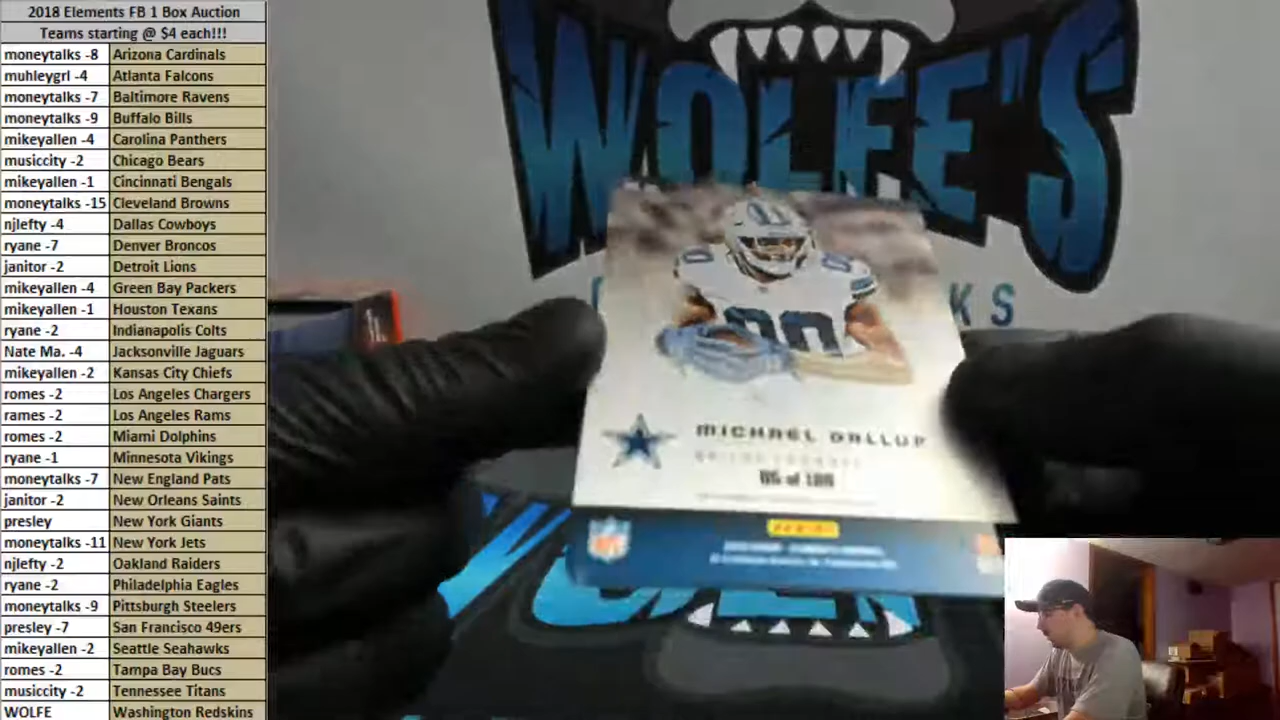 2018 Elements FB 1 Box Auction
Teams starting @ $4 each!!!
moneytalks -8 Arizona Cardinals
muhleygrl -4 Atlanta Falcons
moneytalks -7 Baltimore Ravens
moneytalks -9 Buffalo Bills
mikeyallen -4 Carolina Panthers
musiccity -2 Chicago Bears
mikeyallen -1 Cincinnati Bengals
moneytalks -15 Cleveland Browns
njlefty -4 Dallas Cowboys
ryane -7 Denver Broncos
janitor -2 Detroit Lions
mikeyallen -4 Green Bay Packers
mikeyallen -1 Houston Texans
ryane -2 Indianapolis Colts
Nate Ma. -4 Jacksonville Jaguars
mikeyallen -2 Kansas City Chiefs
romes -2 Los Angeles Chargers
rames -2 Los Angeles Rams
romes -2 Miami Dolphins
ryane -1 Minnesota Vikings
moneytalks -7 New England Pats
janitor -2 New Orleans Saints
presley New York Giants
moneytalks -11 New York Jets
njlefty -2 Oakland Raiders
ryane -2 Philadelphia Eagles
moneytalks -9 Pittsburgh Steelers
presley -7 San Francisco 49ers
mikeyallen -2 Seattle Seahawks
romes -2 Tampa Bay Bucs
musiccity -2 Tennessee Titans
WOLFE Washington Redskins
WOLFE'S
KS
MICHAEL GALLUP
PANINI
NFL